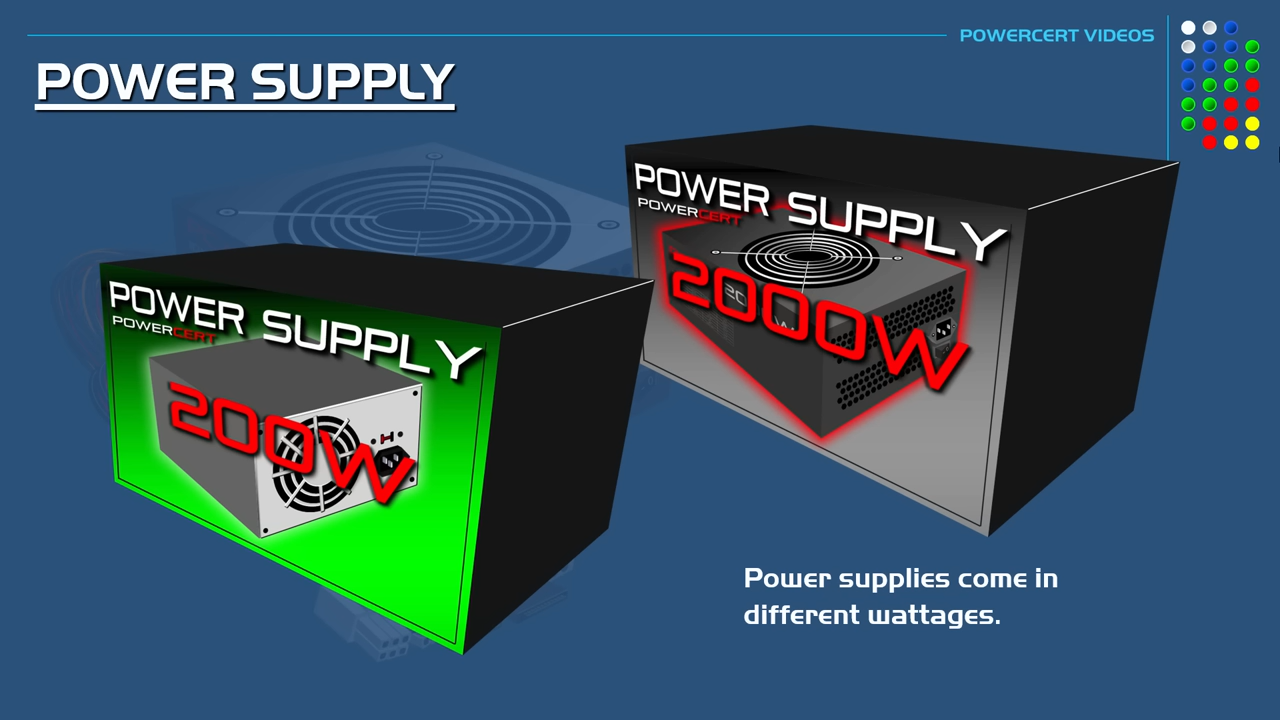 POWERCERT VIDEOS
POWER SUPPLY
POWER SUPPLY
POWERCERT
2000W
POWER SUPPLY
POWERCERT
200W
Power supplies come in
different wattages.